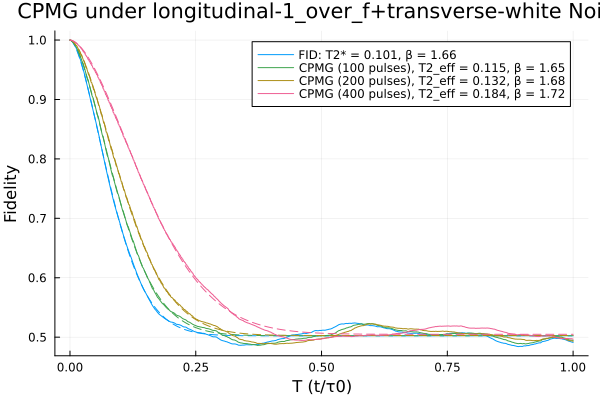 CPMG under longitudinal-1_over_f+transverse-white Noi
FID: T2* = 0.101, β = 1.66
CPMG (100 pulses), T2_eff = 0.115, β = 1.65
CPMG (200 pulses), T2_eff = 0.132, β = 1.68
CPMG (400 pulses), T2_eff = 0.184, β = 1.72
Fidelity
1.0
0.9
0.8
0.7
0.6
0.5
0.00
0.25
0.50
0.75
1.00
T (t/τ0)